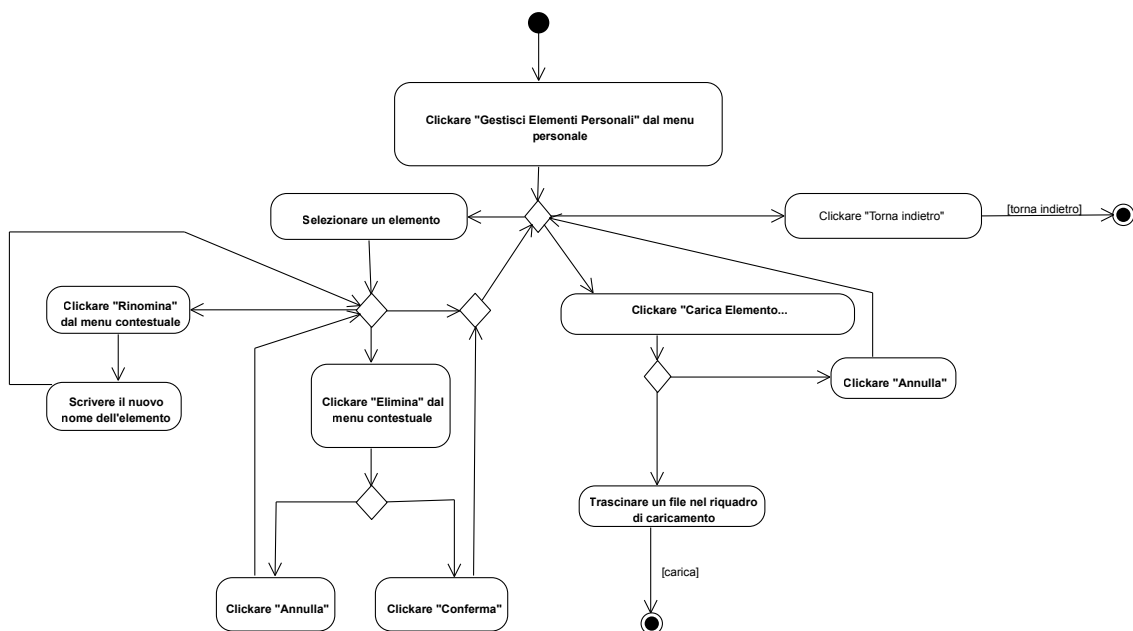 Clickare "Gestisci Elementi Personali" dal menu
personale
Selezionare un elemento
Clickare "Torna indietro"
[torna indietro]
Clickare "Rinomina"
dal menu contestuale
Clickare "Carica Elemento...
Scrivere il nuovo
nome dell'elemento
Clickare "Elimina" dal
menu contestuale
Clickare "Annulla"
Trascinare un file nel riquadro
di caricamento
[carica]
Clickare "Annulla"
Clickare "Conferma"